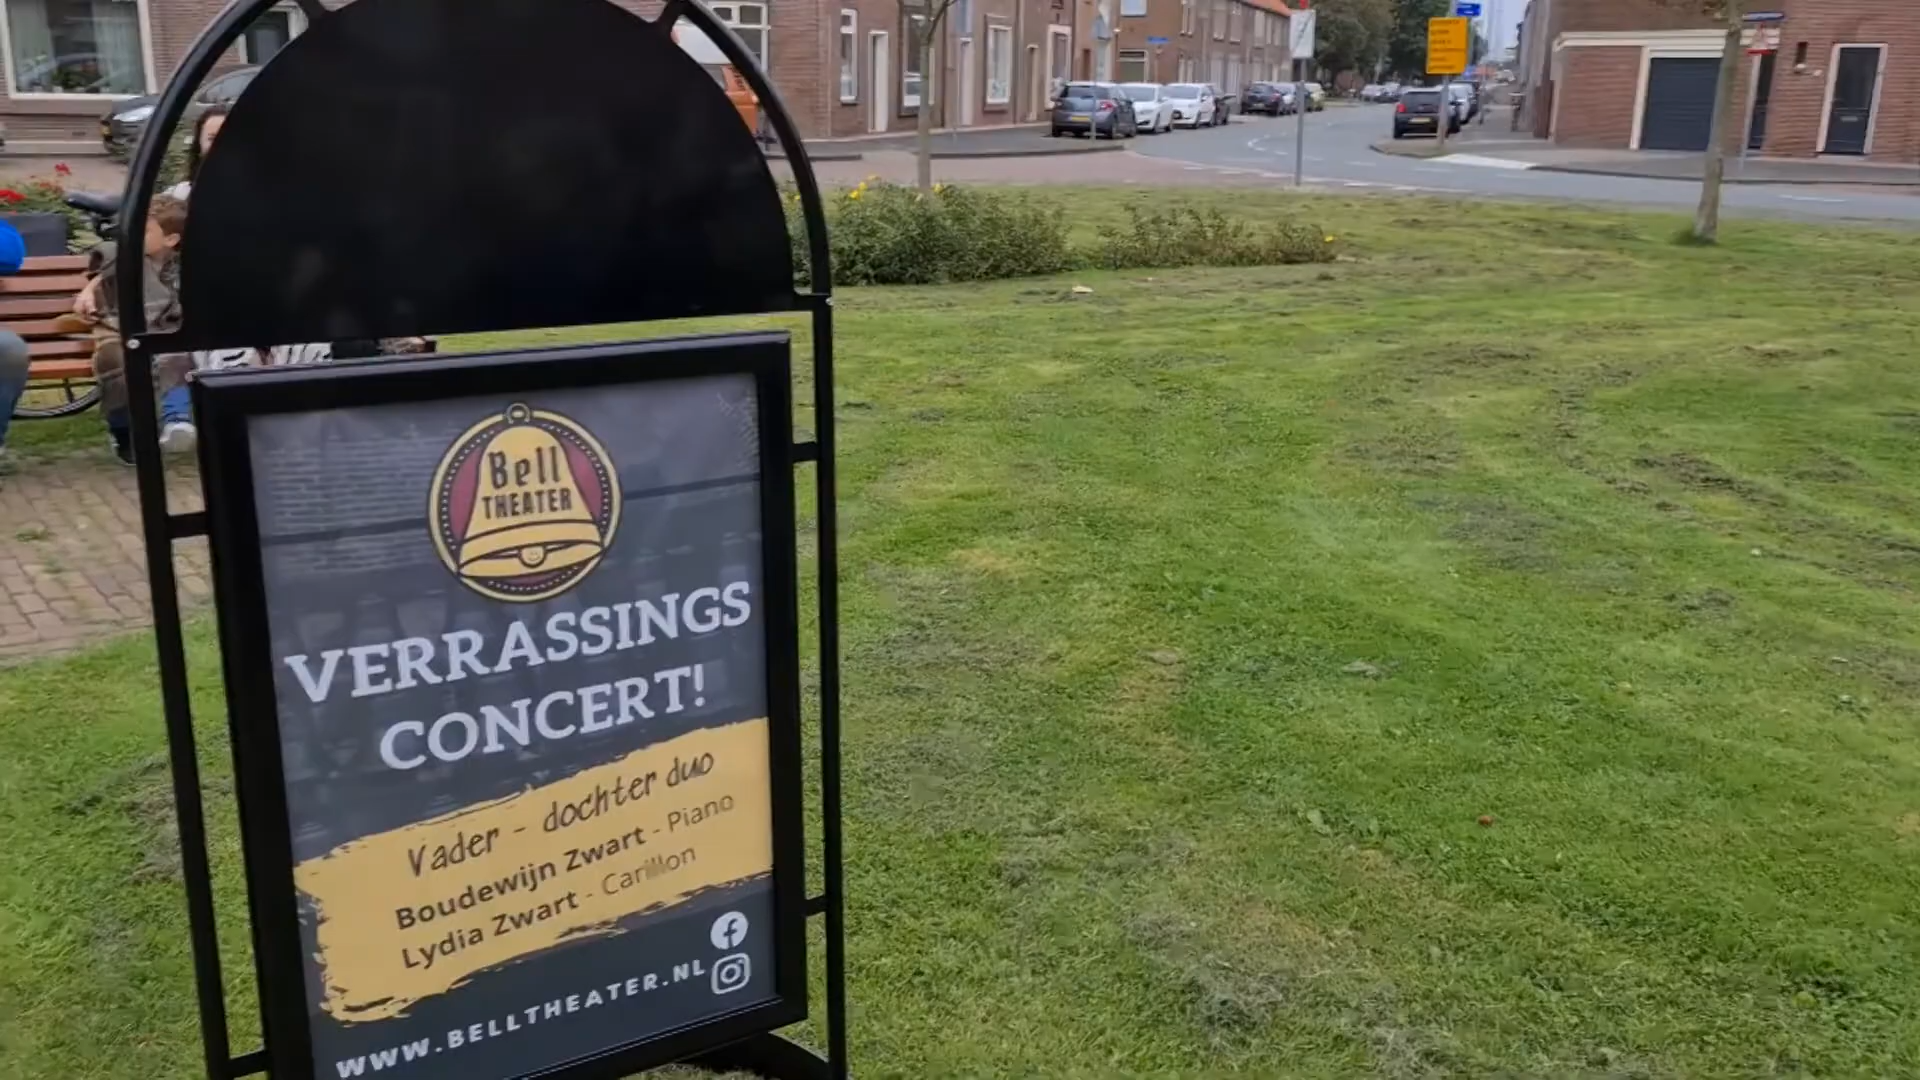 Bell
THEATER
VERRASSINGS
CONCERT!
Vader - dochter duo
Boudewijn Zwart - Piano
Lydia Zwart - Carillon
WWW.BELLTHEATER.NL